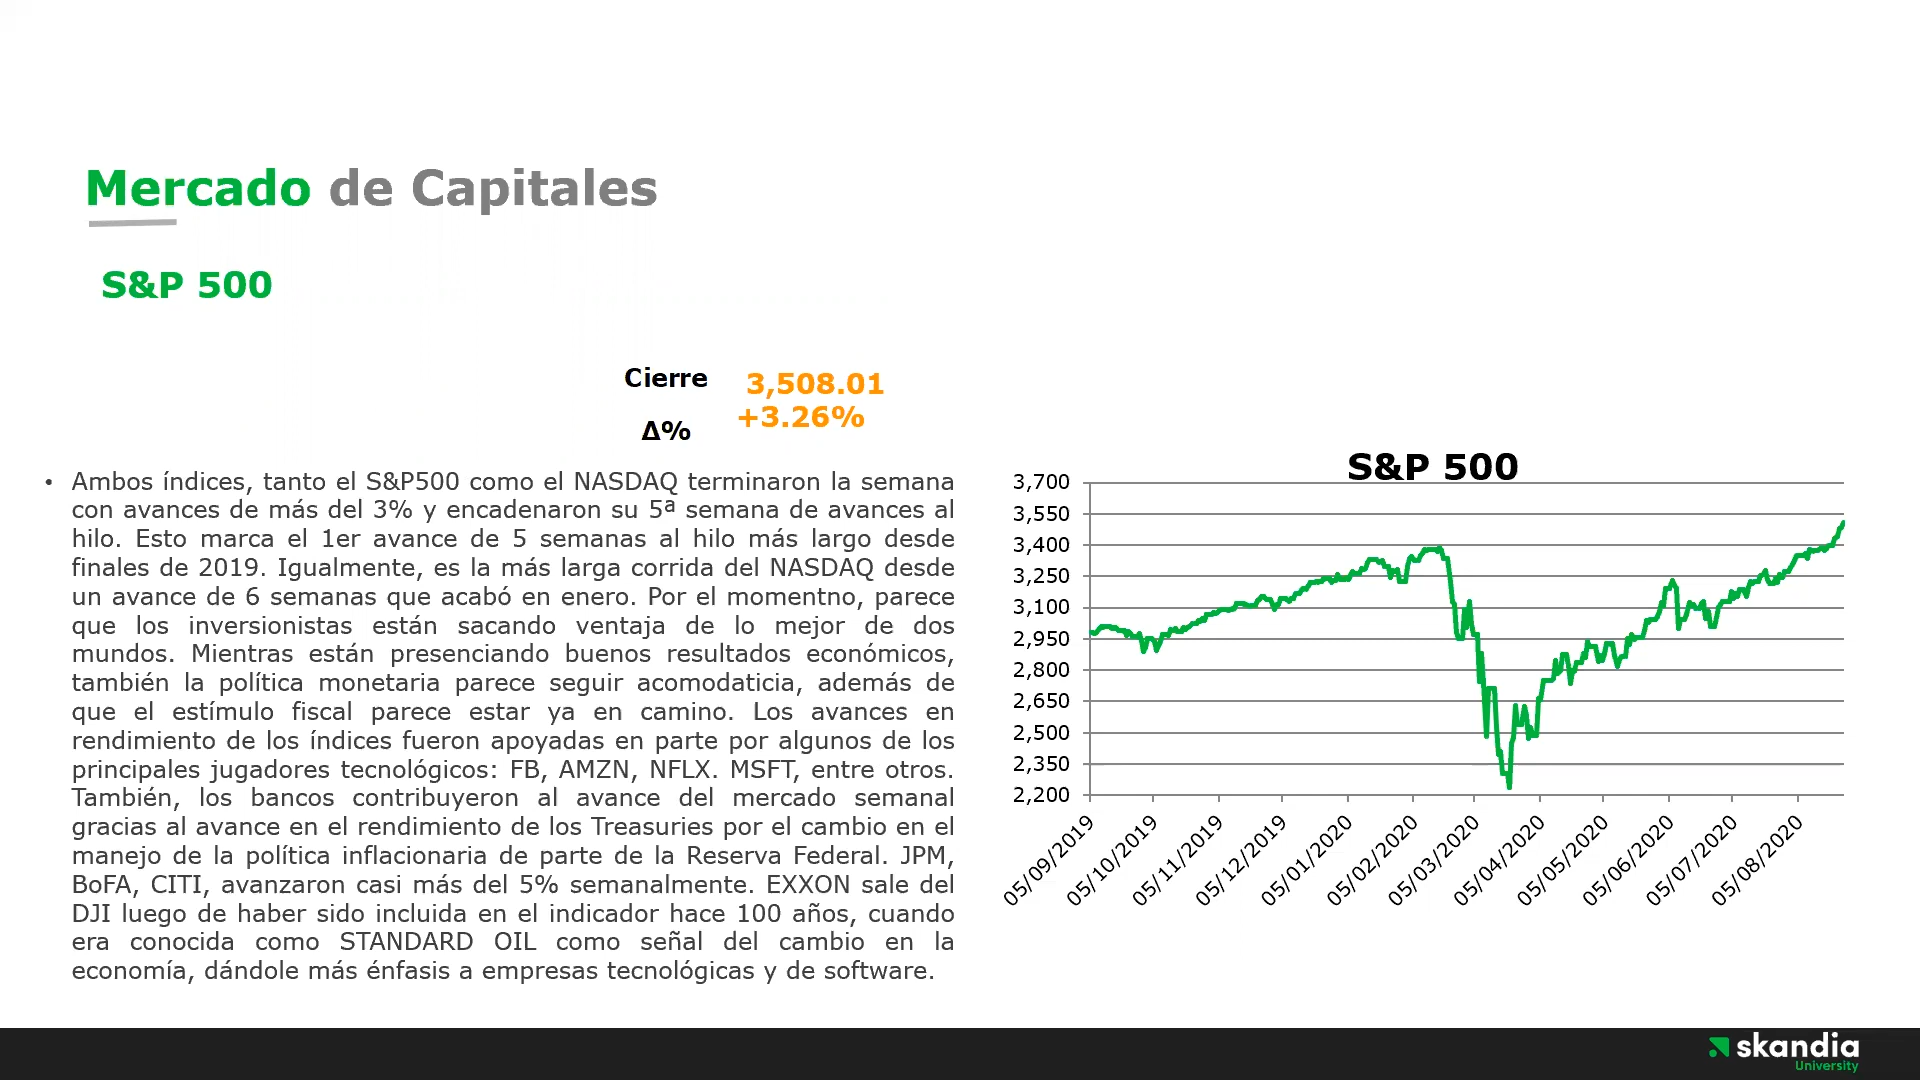 Mercado de Capitales
S&P 500
Cierre 3,508.01
Δ% +3.26%
• Ambos índices, tanto el S&P500 como el NASDAQ terminaron la semana
con avances de más del 3% y encadenaron su 5ª semana de avances al
hilo. Esto marca el 1er avance de 5 semanas al hilo más largo desde
finales de 2019. Igualmente, es la más larga corrida del NASDAQ desde
un avance de 6 semanas que acabó en enero. Por el momentno, parece
que los inversionistas están sacando ventaja de lo mejor de dos
mundos. Mientras están presenciando buenos resultados económicos,
también la política monetaria parece seguir acomodaticia, además de
que el estímulo fiscal parece estar ya en camino. Los avances en
rendimiento de los índices fueron apoyadas en parte por algunos de los
principales jugadores tecnológicos: FB, AMZN, NFLX. MSFT, entre otros.
También, los bancos contribuyeron al avance del mercado semanal
gracias al avance en el rendimiento de los Treasuries por el cambio en el
manejo de la política inflacionaria de parte de la Reserva Federal. JPM,
BoFA, CITI, avanzaron casi más del 5% semanalmente. EXXON sale del
DJI luego de haber sido incluida en el indicador hace 100 años, cuando
era conocida como STANDARD OIL como señal del cambio en la
economía, dándole más énfasis a empresas tecnológicas y de software.
S&P 500
3,700
3,550
3,400
3,250
3,100
2,950
2,800
2,650
2,500
2,350
2,200
05/09/2019
05/10/2019
05/11/2019
05/12/2019
05/01/2020
05/02/2020
05/03/2020
05/04/2020
05/05/2020
05/06/2020
05/07/2020
05/08/2020
skandia
University